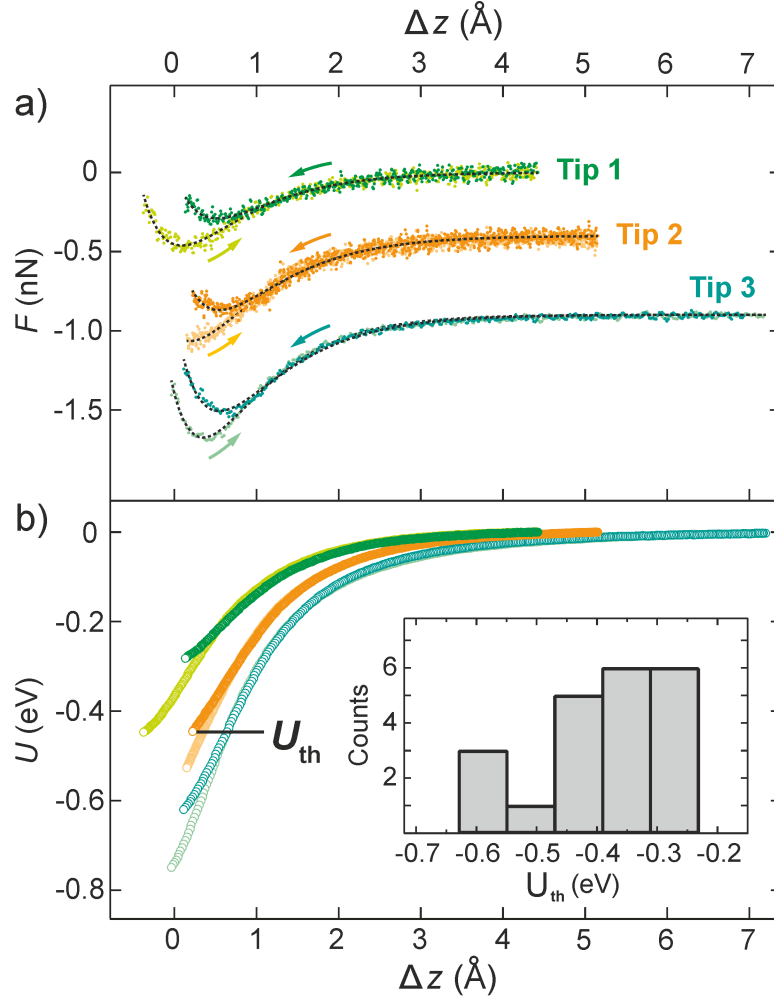 Δ z (Å)
0 1 2 3 4 5 6 7
a)
0
-0.5
-1.0
-1.5
F (nN)
Tip 1
Tip 2
Tip 3
b)
0
-0.2
-0.4
-0.6
-0.8
U (eV)
Uth
6
4
2
Counts
-0.7 -0.6 -0.5 -0.4 -0.3 -0.2
Uth (eV)
0 1 2 3 4 5 6 7
Δ z (Å)